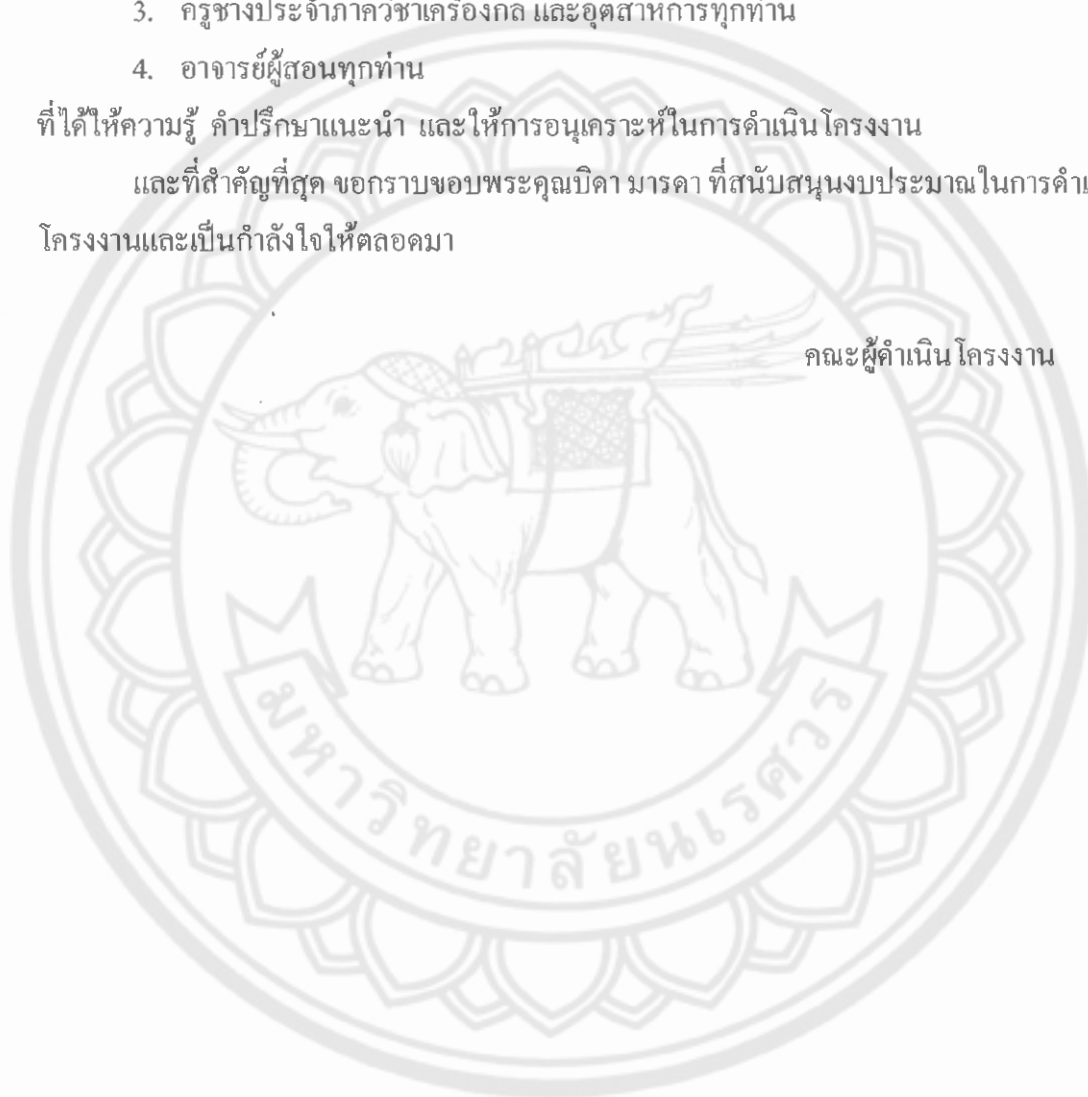 3. ครูช่างประจำภาควิชาเครื่องกล และอุตสาหการทุกท่าน
4. อาจารย์ผู้สอนทุกท่าน
ที่ได้ให้ความรู้ คำปรึกษาแนะนำ และให้การอนุเคราะห์ในการดำเนินโครงงาน
และที่สำคัญที่สุด ขอกราบขอบพระคุณบิดา มารดา ที่สนับสนุนงบประมาณในการ
โครงงานและเป็นกำลังใจให้ตลอดมา
คณะผู้ดำเนินโครงงาน
มหาวิทยาลัยนเรศวร